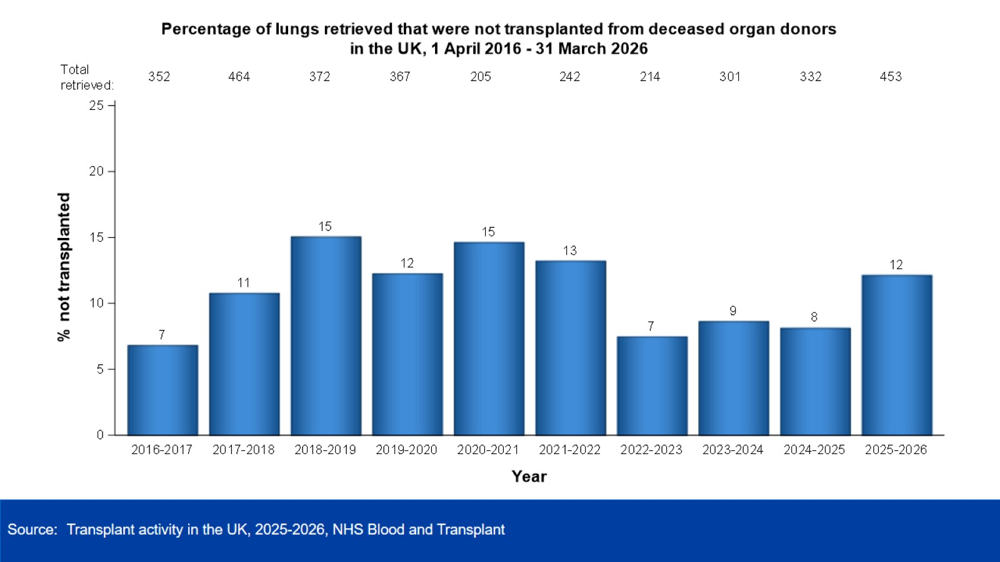 Percentage of lungs retrieved that were not transplanted from deceased organ donors
in the UK, 1 April 2016 - 31 March 2026
Total
retrieved:
352 464 372 367 205 242 214 301 332 453
25
20
15
10
5
0
% not transplanted
7 11 15 12 15 13 7 9 8 12
2016-2017 2017-2018 2018-2019 2019-2020 2020-2021 2021-2022 2022-2023 2023-2024 2024-2025 2025-2026
Year
Source: Transplant activity in the UK, 2025-2026, NHS Blood and Transplant